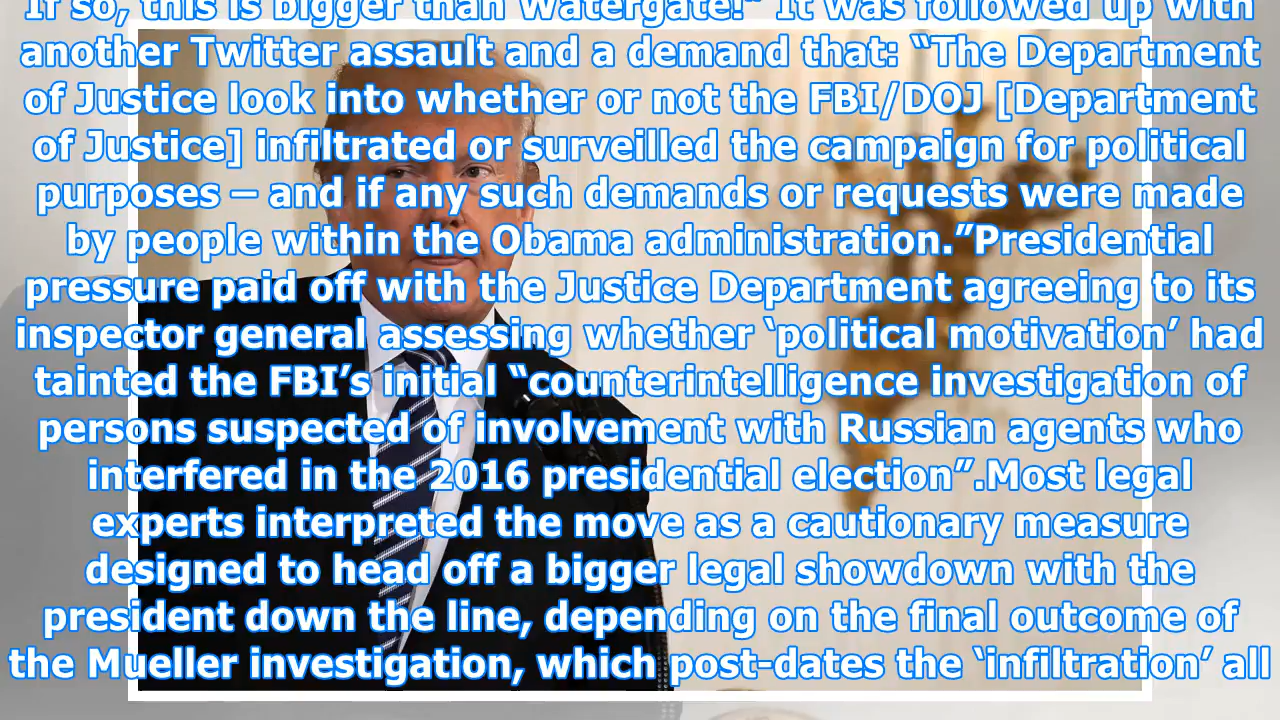 If so, this is bigger than Watergate!" It was followed up with
another Twitter assault and a demand that: “The Department
of Justice look into whether or not the FBI/DOJ [Department
of Justice] infiltrated or surveilled the campaign for political
purposes – and if any such demands or requests were made
by people within the Obama administration.”Presidential
pressure paid off with the Justice Department agreeing to its
inspector general assessing whether ‘political motivation’ had
tainted the FBI’s initial “counterintelligence investigation of
persons suspected of involvement with Russian agents who
interfered in the 2016 presidential election”.Most legal
experts interpreted the move as a cautionary measure
designed to head off a bigger legal showdown with the
president down the line, depending on the final outcome of
the Mueller investigation, which post-dates the ‘infiltration’ all